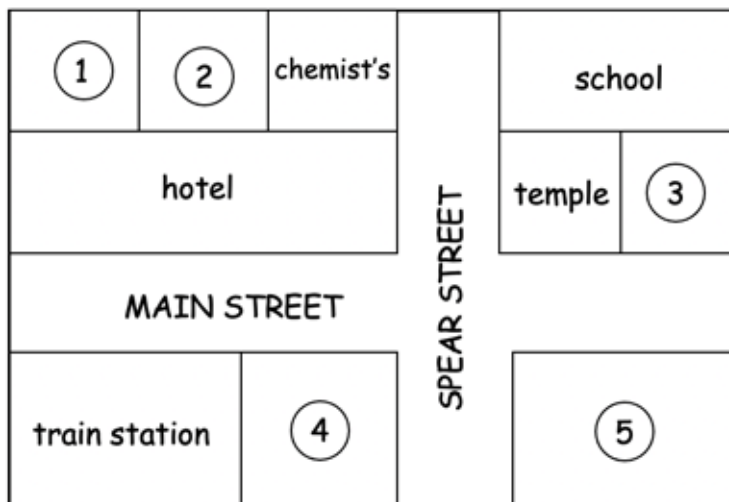 1
2
chemist's
school
hotel
temple
3
MAIN STREET
SPEAR STREET
train station
4
5